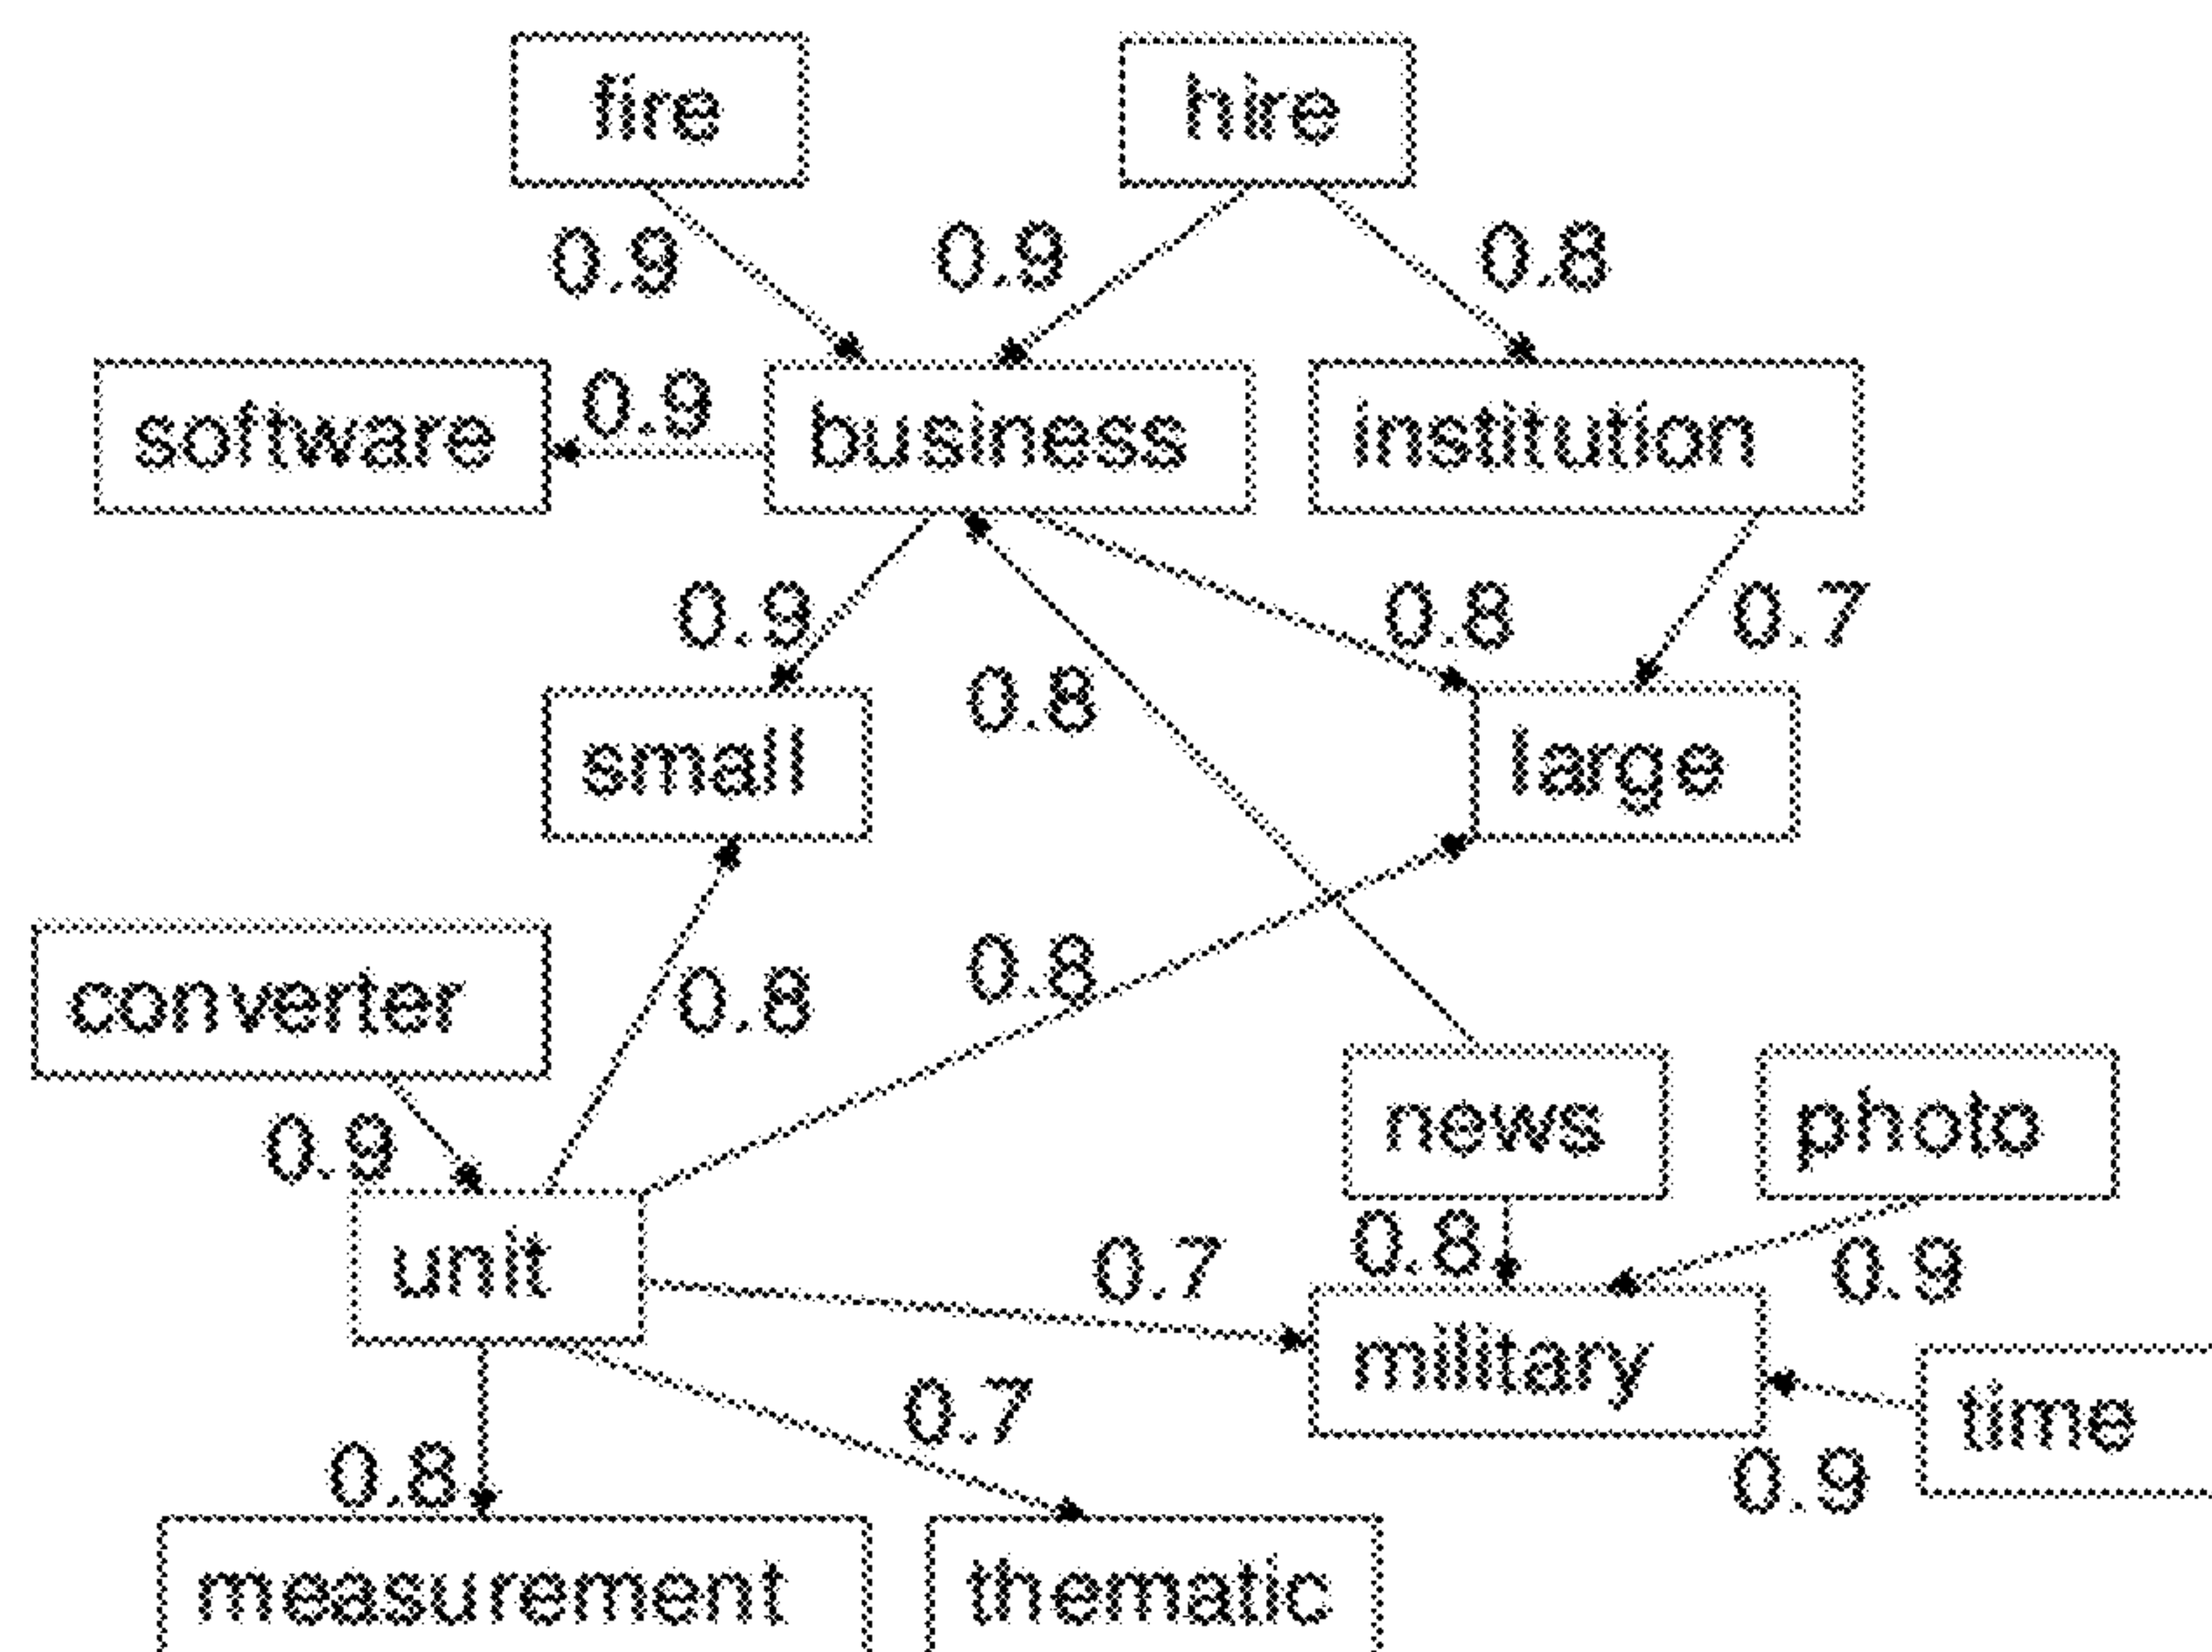 fire
hire
0.9
0.9
0.8
software
0.9
business
institution
0.9
0.8
0.8
0.7
small
large
converter
0.8
0.8
0.9
news
photo
unit
0.7
0.8
0.9
military
0.8
0.7
time
0.9
measurement
thematic